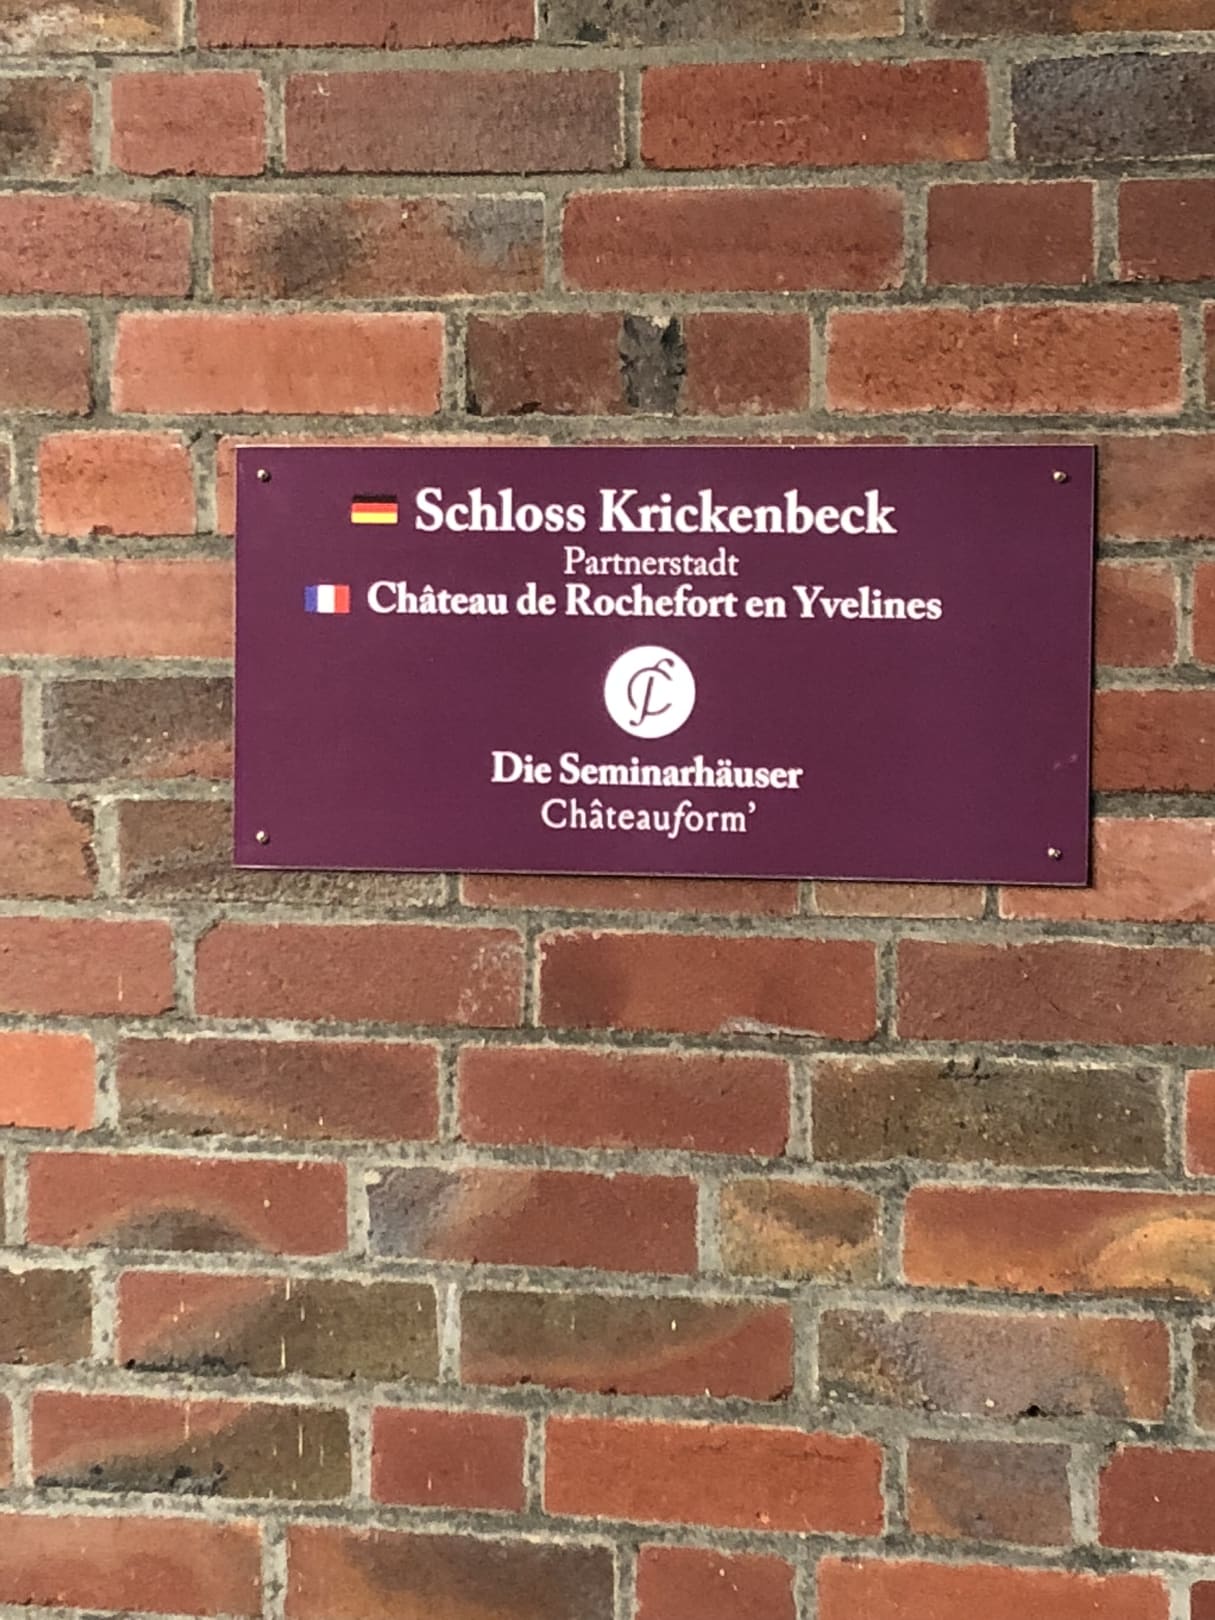 Schloss Krickenbeck
Partnerstadt
Château de Rochefort en Yvelines
Die Seminarhäuser
Châteauform’